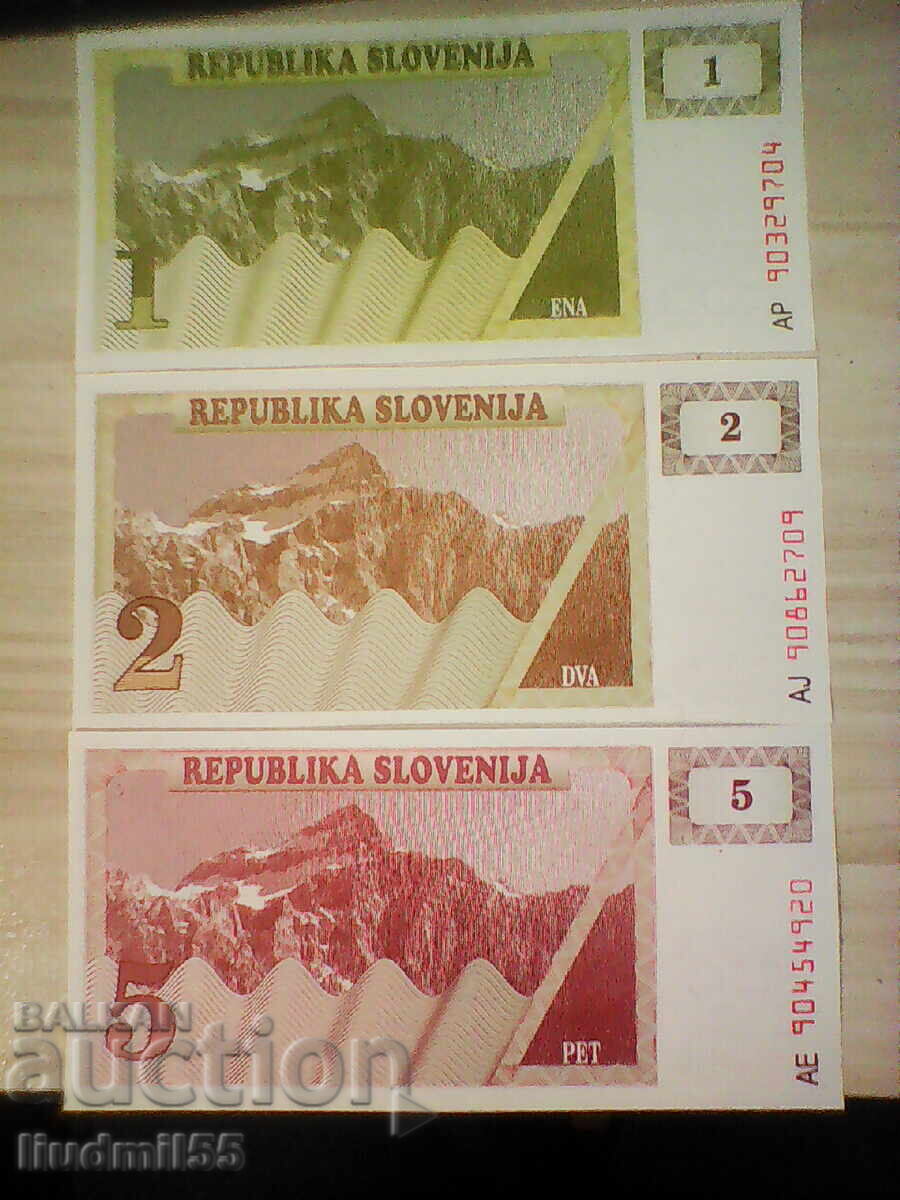 REPUBLIKA SLOVENIJA
1
1
ENA
AP 90329704
REPUBLIKA SLOVENIJA
2
2
DVA
AJ 90862709
REPUBLIKA SLOVENIJA
5
5
PET
AE 90454920
BALKAN
auction
liudmil55